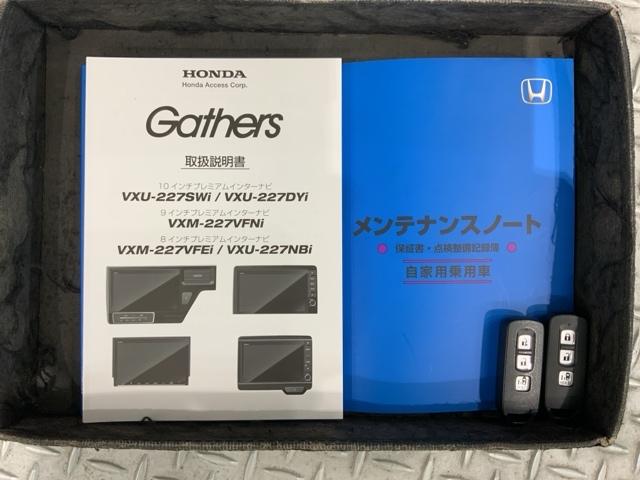 HONDA
Honda Access Corp.
Gathers
取扱説明書
10インチプレミアムインターナビ
VXU-227SWi / VXU-227DYi
9インチプレミアムインターナビ
VXM-227VFNi
8インチプレミアムインターナビ
VXM-227VFEi / VXU-227NBi
メンテナンスノート
保証書・点検整備記録簿
自家用乗用車